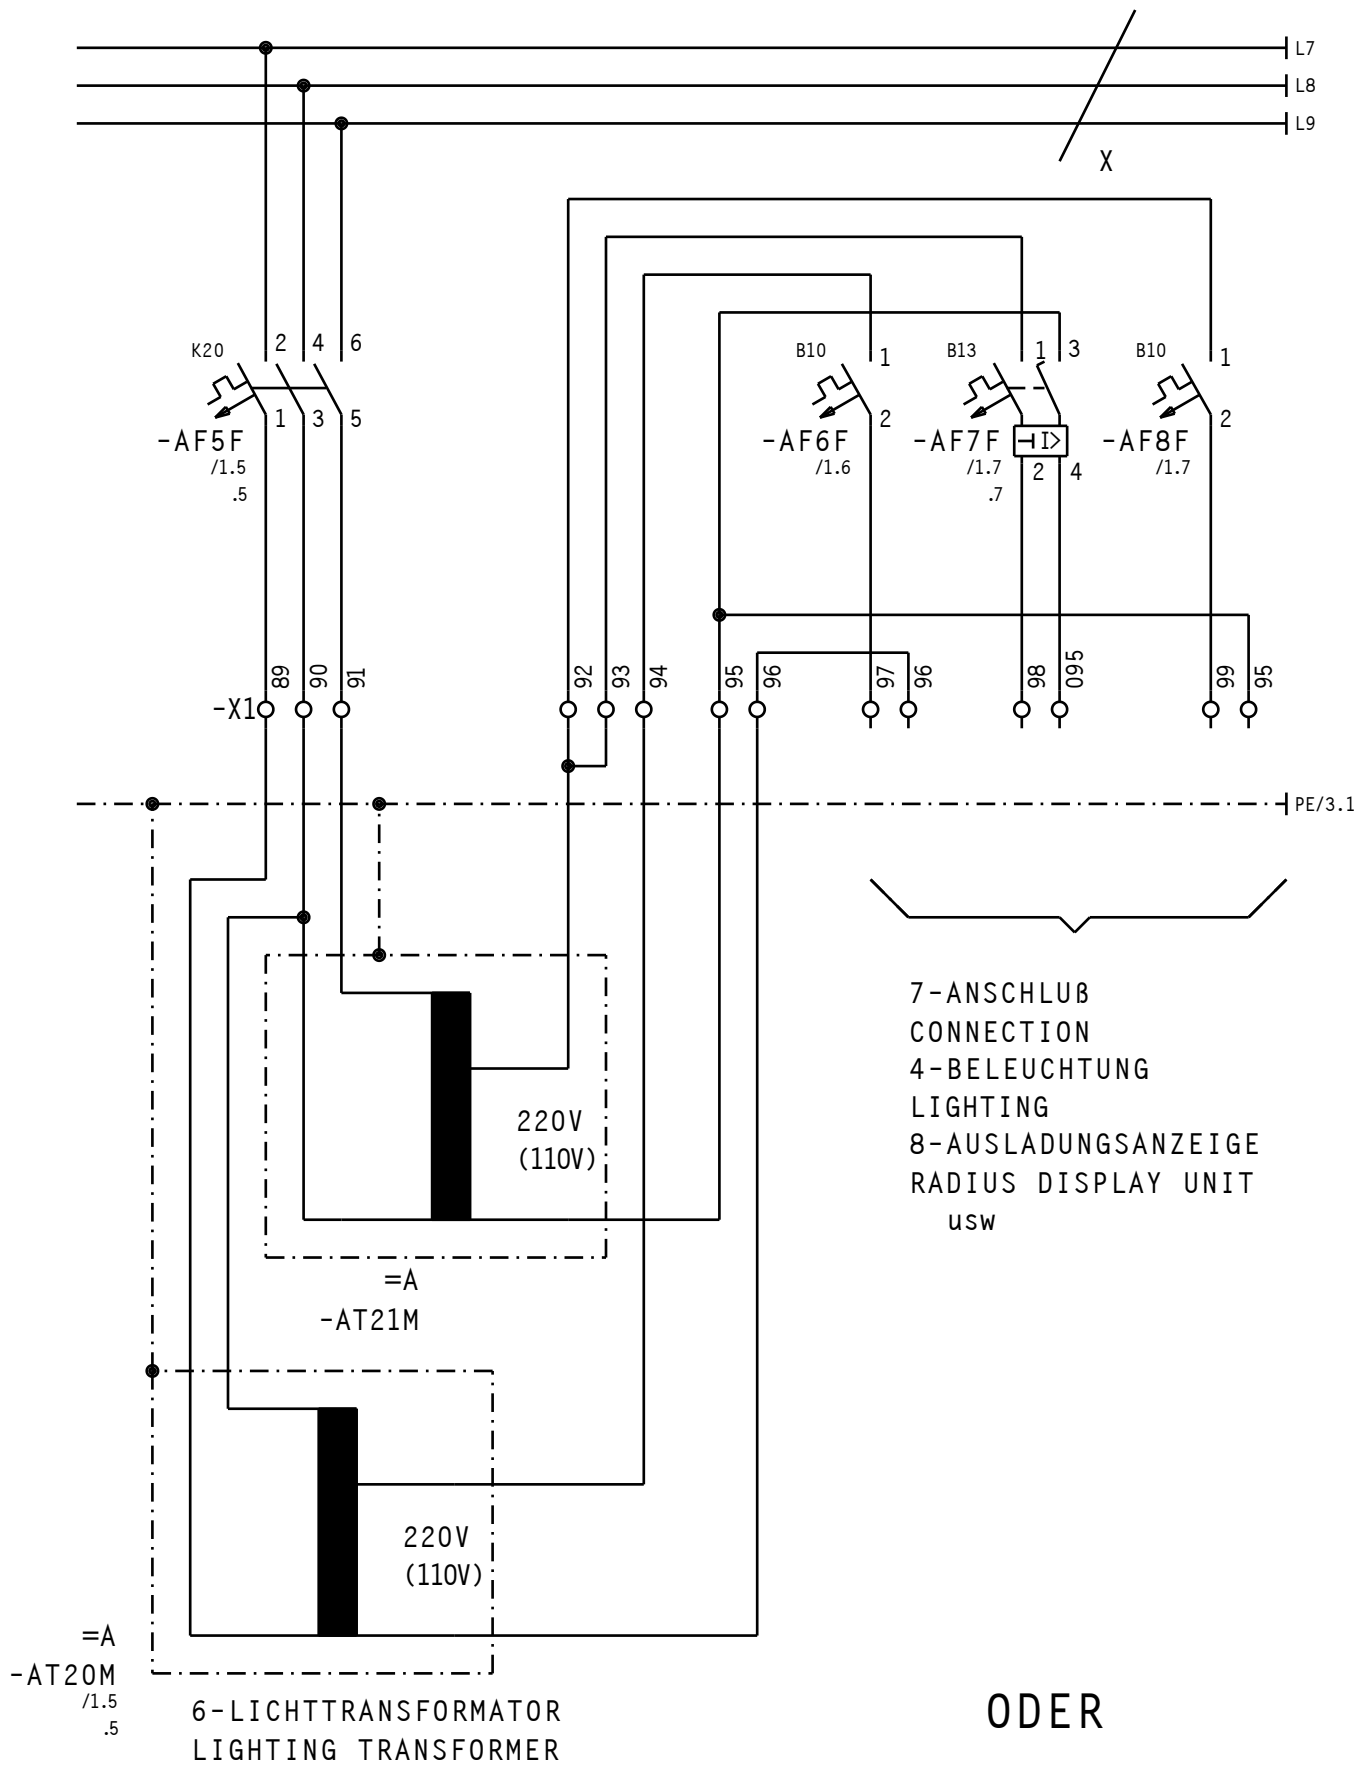 L7
L8
L9
X
K20
2
4
6
1
3
5
-AF5F
/1.5
.5
B10
1
2
-AF6F
/1.6
B13
1
3
I>
-AF7F
/1.7
.7
2
4
B10
1
2
-AF8F
/1.7
89
90
91
92
93
94
95
96
97
96
98
095
99
95
-X1
PE/3.1
7-ANSCHLUß
CONNECTION
4-BELEUCHTUNG
LIGHTING
8-AUSLADUNGSANZEIGE
RADIUS DISPLAY UNIT
usw
220V
(110V)
=A
-AT21M
220V
(110V)
=A
-AT20M
/1.5
.5
6-LICHTTRANSFORMATOR
LIGHTING TRANSFORMER
ODER